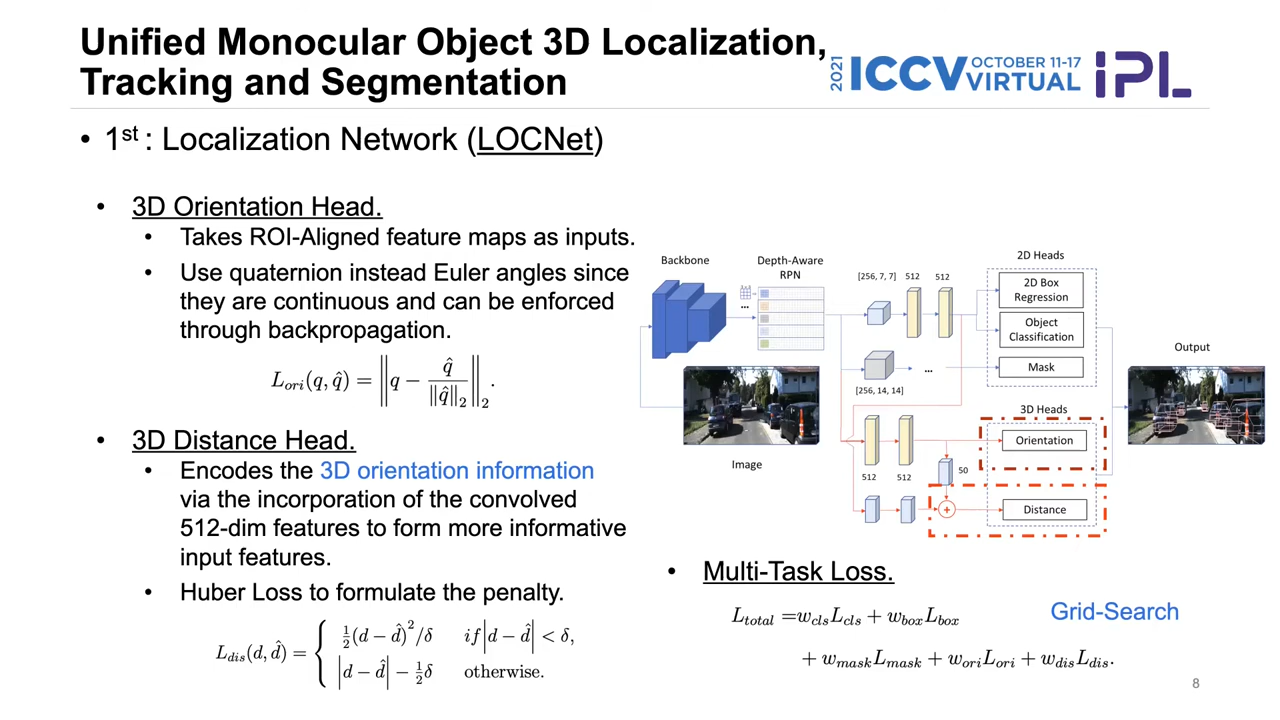 Unified Monocular Object 3D Localization,
Tracking and Segmentation
2021 ICCV OCTOBER 11-17 VIRTUAL
iPL
• 1st : Localization Network (LOCNet)
• 3D Orientation Head.
• Takes ROI-Aligned feature maps as inputs.
• Use quaternion instead Euler angles since
they are continuous and can be enforced
through backpropagation.
L_ori(q, q̂) = ‖q − q̂ / ‖q̂‖₂‖₂ .
• 3D Distance Head.
• Encodes the 3D orientation information
via the incorporation of the convolved
512-dim features to form more informative
input features.
• Huber Loss to formulate the penalty.
L_dis(d, d̂) = { ½(d − d̂)²/δ if |d − d̂| < δ,
|d − d̂| − ½δ otherwise.
Backbone
Depth-Aware
RPN
...
[256, 7, 7]
512
512
2D Heads
2D Box
Regression
Object
Classification
Mask
...
[256, 14, 14]
Image
3D Heads
Orientation
512
512
50
+
Distance
Output
• Multi-Task Loss.
L_total = w_cls L_cls + w_box L_box
+ w_mask L_mask + w_ori L_ori + w_dis L_dis.
Grid-Search
8